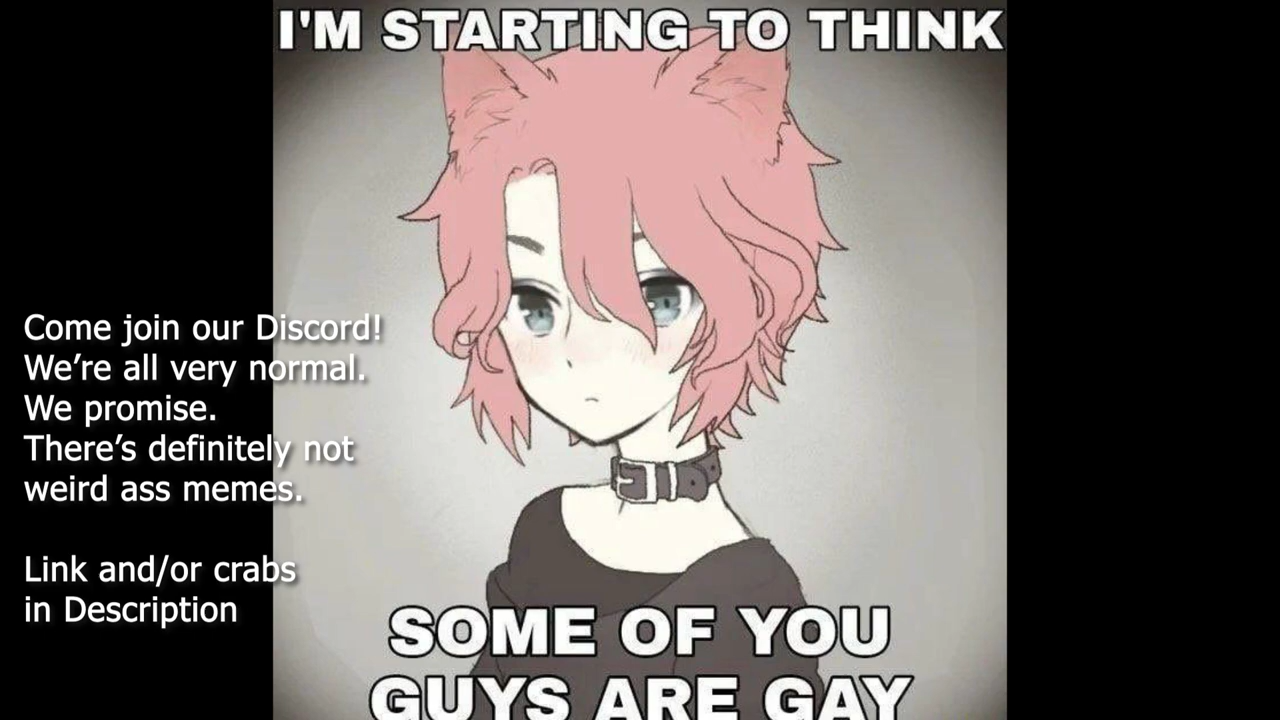 I'M STARTING TO THINK
Come join our Discord!
We're all very normal.
We promise.
There's definitely not
weird ass memes.
Link and/or crabs
in Description
SOME OF YOU
GUYS ARE GAY